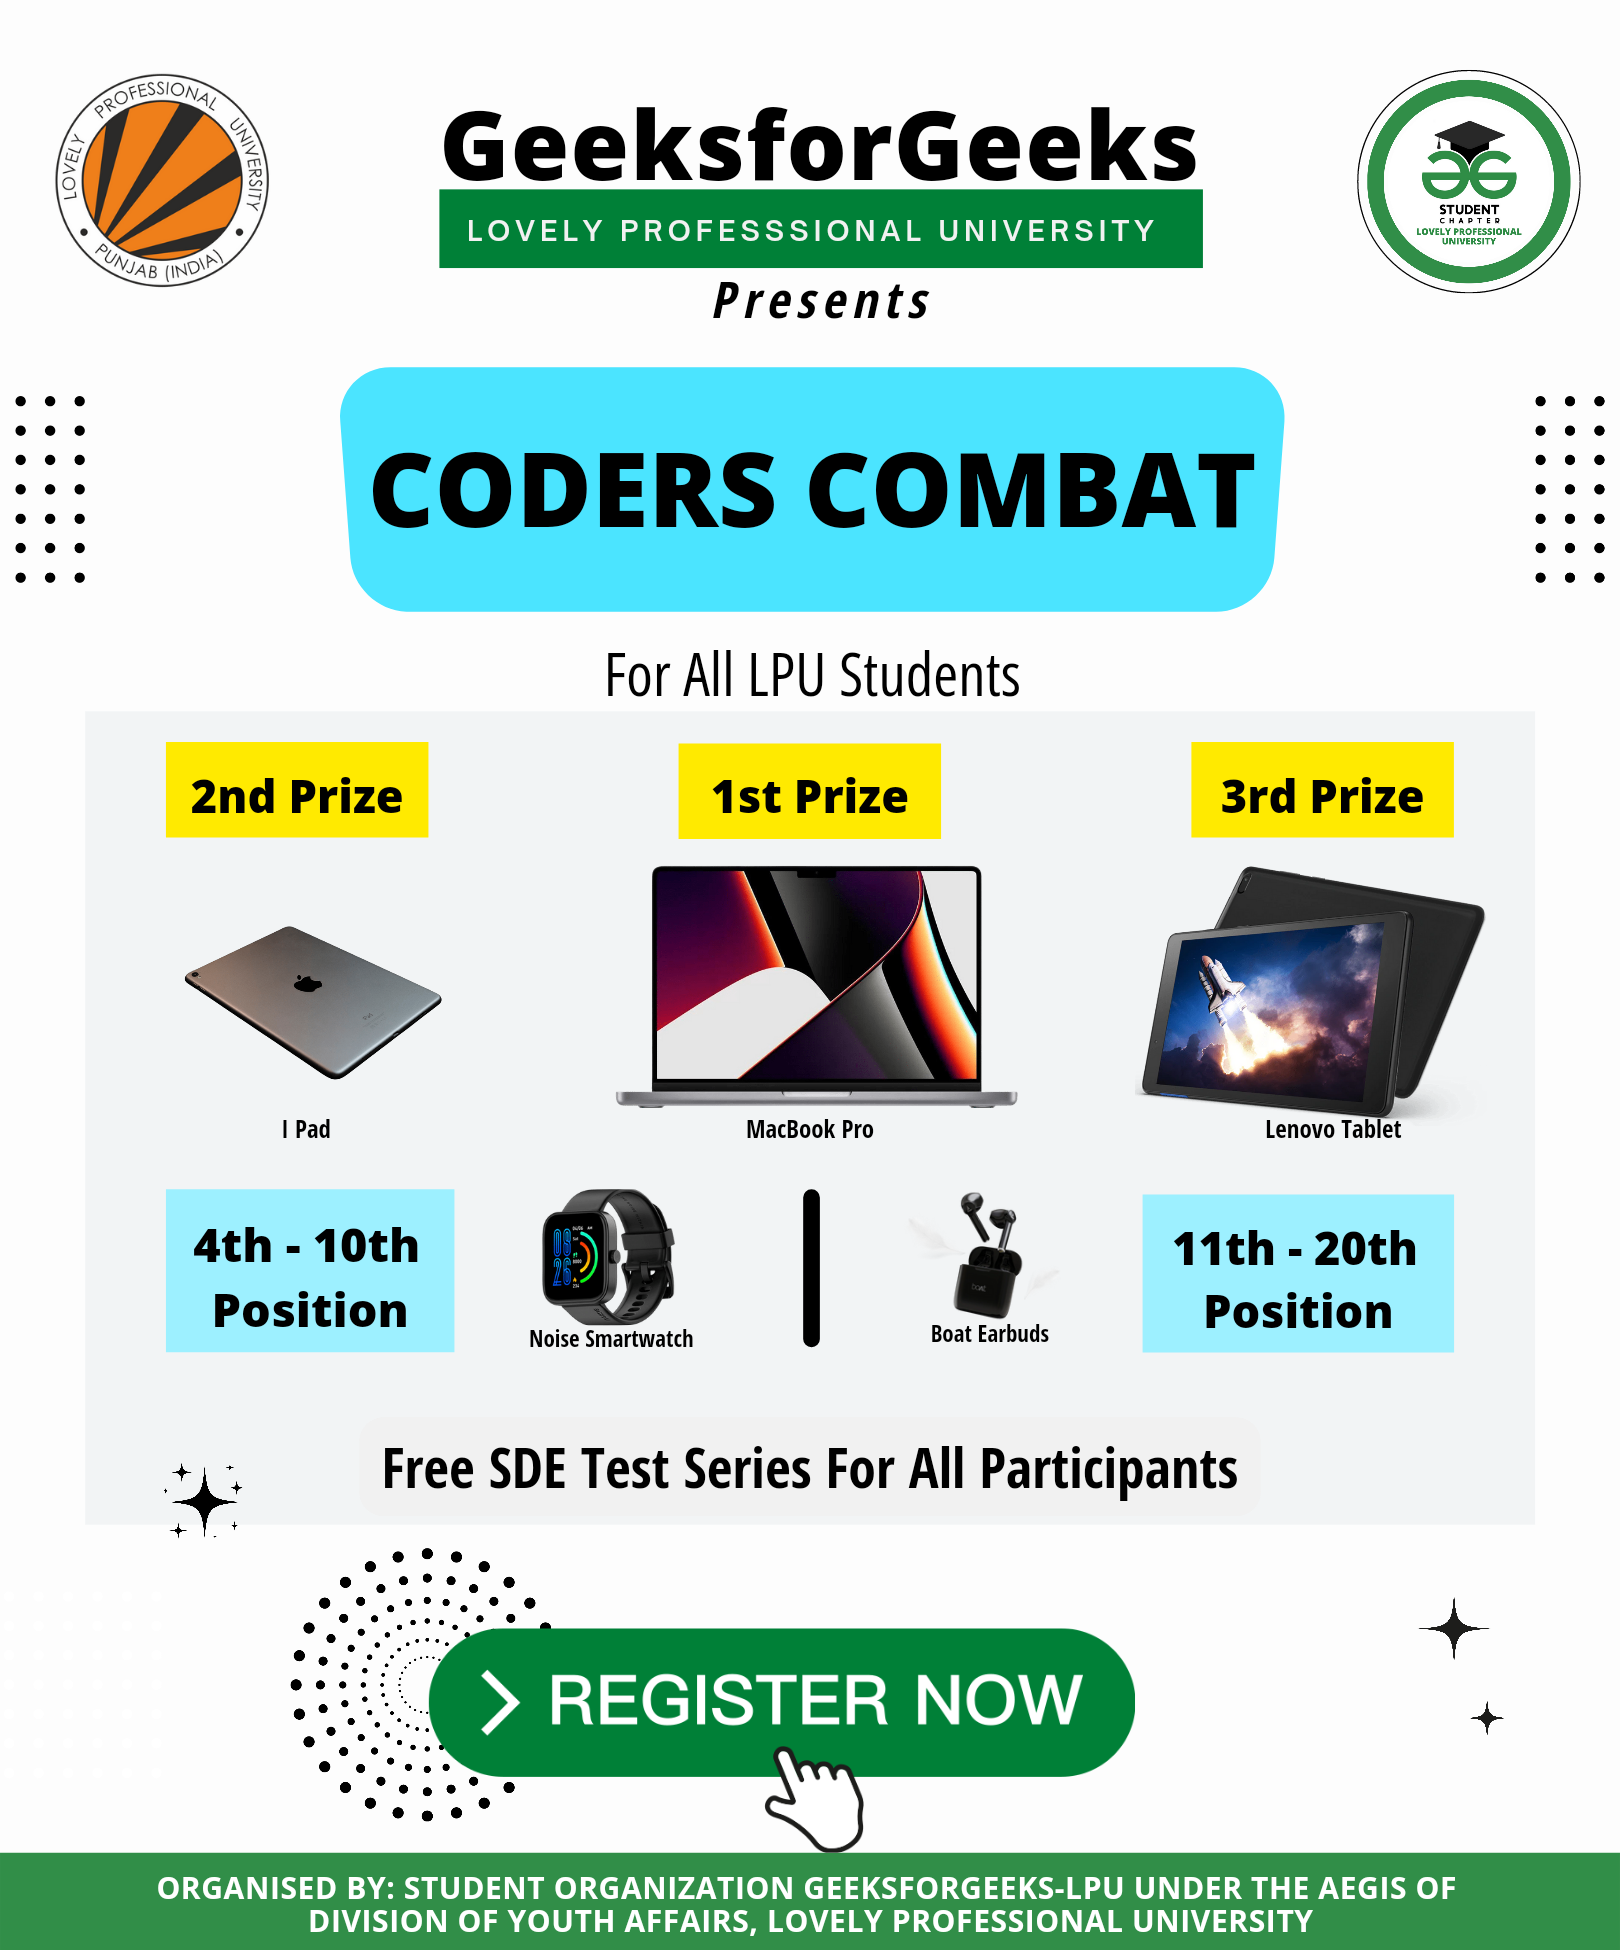 LOVELY PROFESSIONAL UNIVERSITY
PUNJAB (INDIA)
GeeksforGeeks
LOVELY PROFESSSIONAL UNIVERSITY
Presents
STUDENT
CHAPTER
LOVELY PROFESSIONAL
UNIVERSITY
CODERS COMBAT
For All LPU Students
2nd Prize
1st Prize
3rd Prize
I Pad
MacBook Pro
Lenovo Tablet
4th - 10th
Position
Noise Smartwatch
Boat Earbuds
11th - 20th
Position
Free SDE Test Series For All Participants
> REGISTER NOW
ORGANISED BY: STUDENT ORGANIZATION GEEKSFORGEEKS-LPU UNDER THE AEGIS OF
DIVISION OF YOUTH AFFAIRS, LOVELY PROFESSIONAL UNIVERSITY